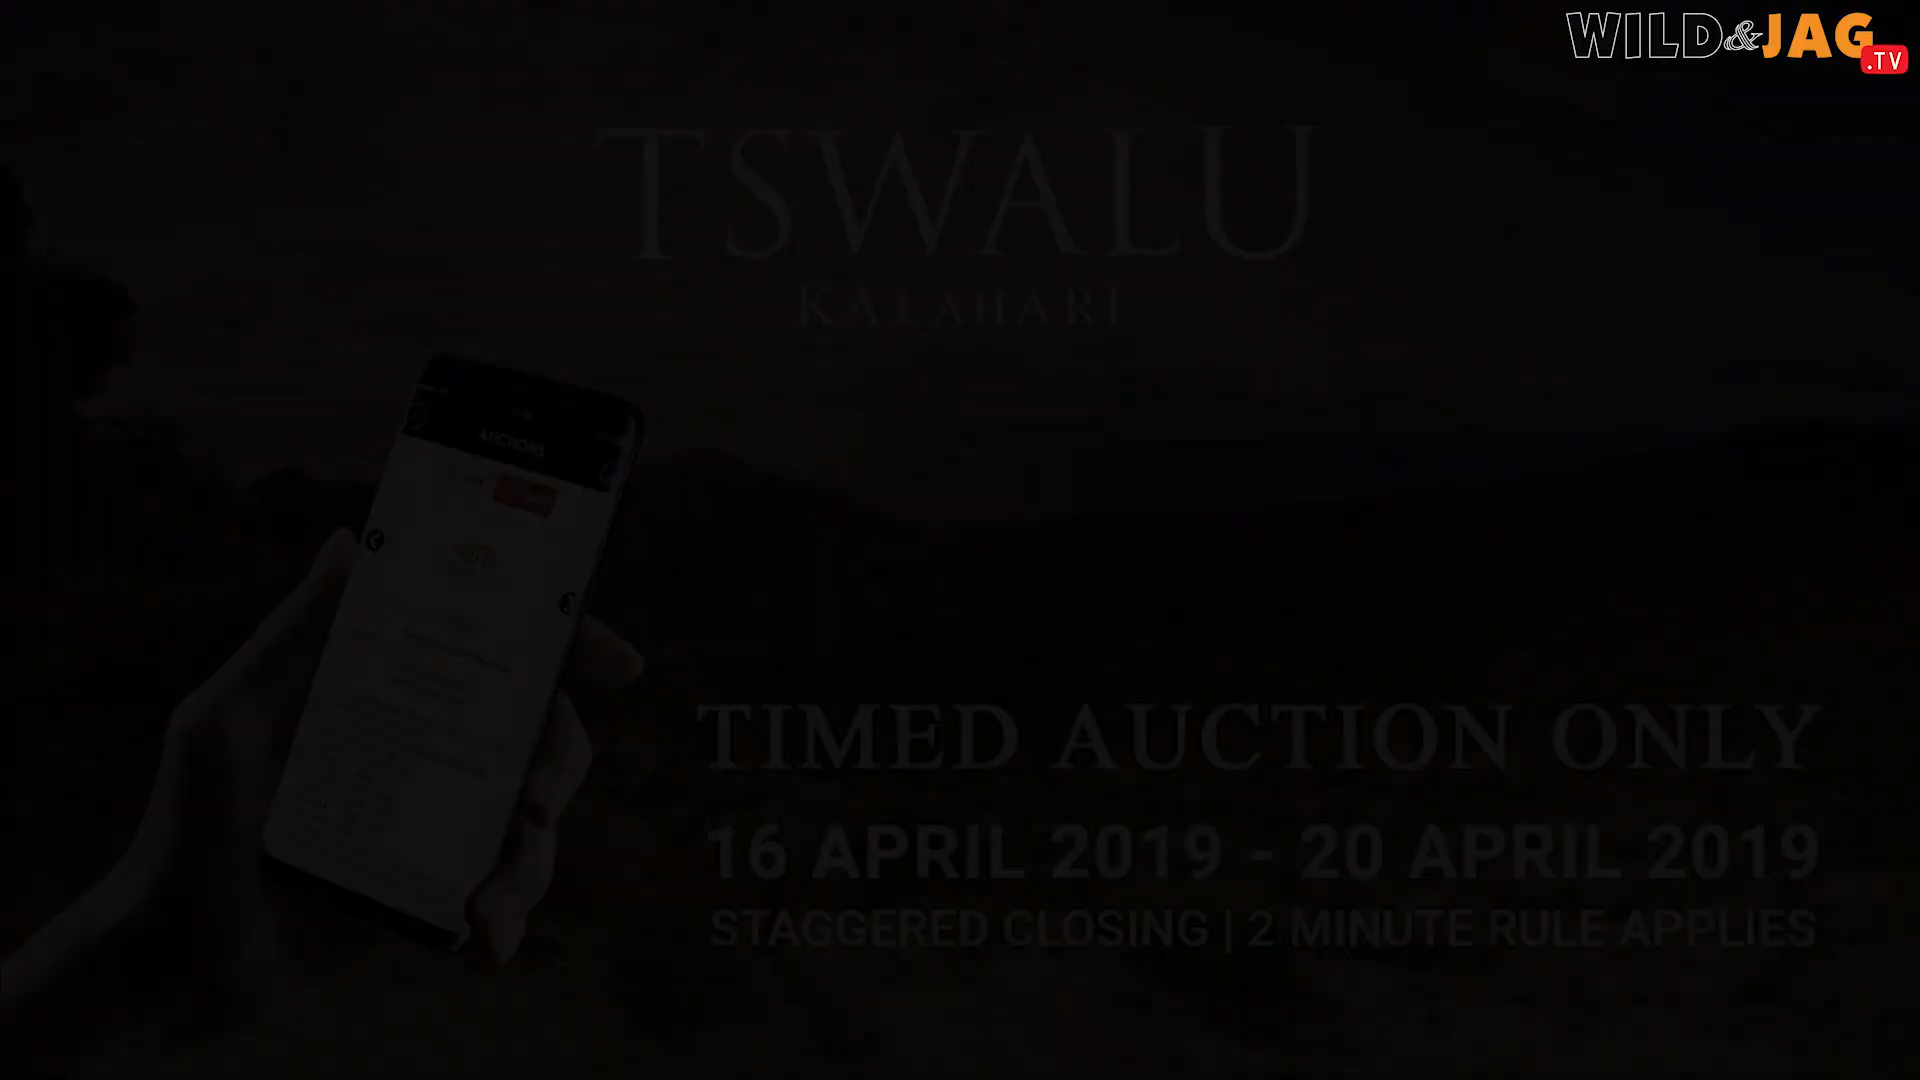 WILD&JAG
.TV
TSWALU
KALAHARI
AUCTIONS
TIMED AUCTION ONLY
16 APRIL 2019 - 20 APRIL 2019
STAGGERED CLOSING | 2 MINUTE RULE APPLIES